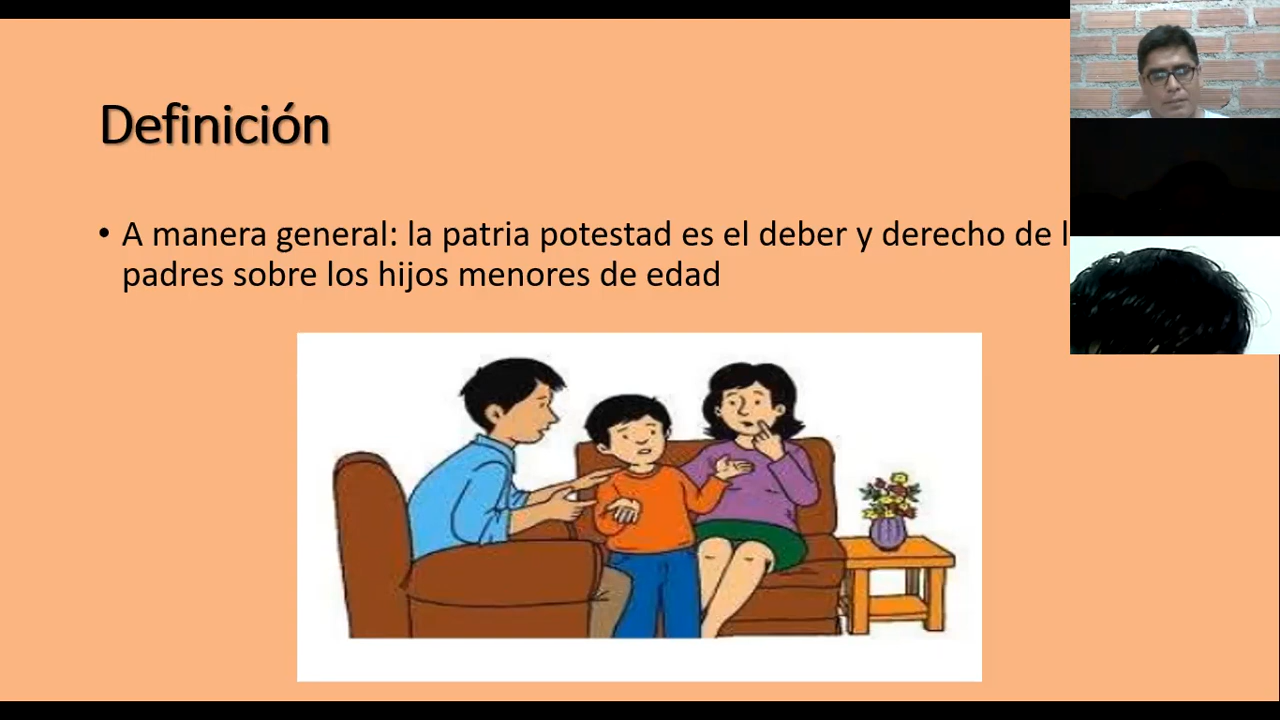 Definición
• A manera general: la patria potestad es el deber y derecho de
padres sobre los hijos menores de edad